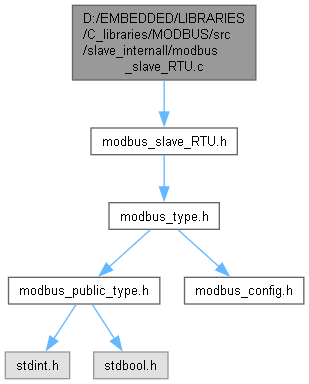 D:/EMBEDDED/LIBRARIES
/C_libraries/MODBUS/src
/slave_internall/modbus
_slave_RTU.c
modbus_slave_RTU.h
modbus_type.h
modbus_public_type.h
modbus_config.h
stdint.h
stdbool.h